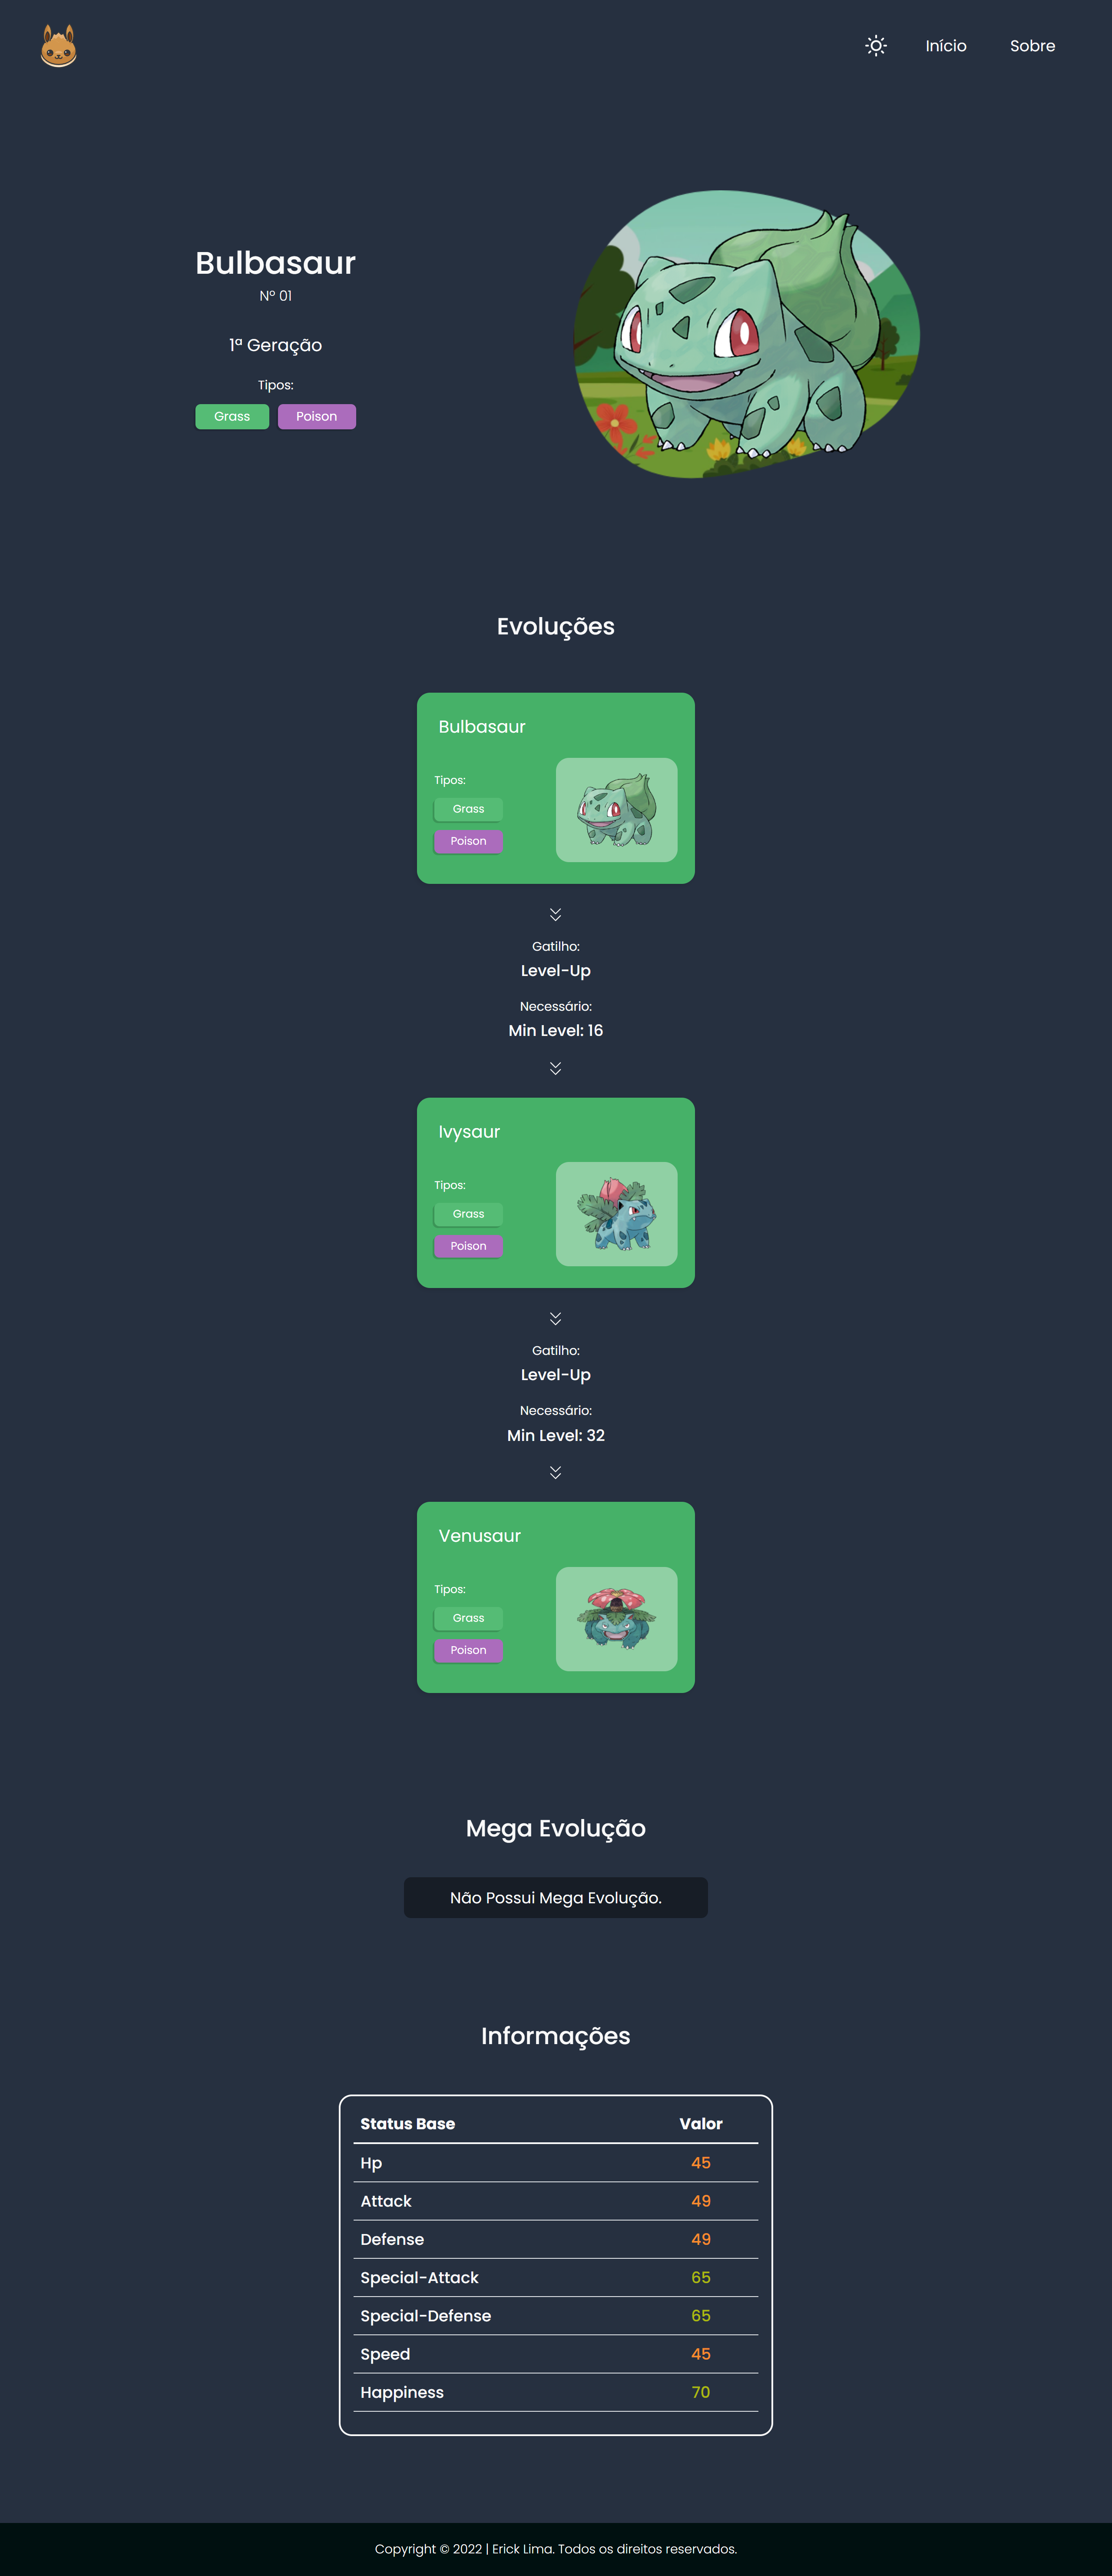 Início Sobre
Bulbasaur
Nº 01
1ª Geração
Tipos:
Grass Poison
Evoluções
Bulbasaur
Tipos:
Grass
Poison
Gatilho:
Level-Up
Necessário:
Min Level: 16
Ivysaur
Tipos:
Grass
Poison
Gatilho:
Level-Up
Necessário:
Min Level: 32
Venusaur
Tipos:
Grass
Poison
Mega Evolução
Não Possui Mega Evolução.
Informações
Status Base Valor
Hp 45
Attack 49
Defense 49
Special-Attack 65
Special-Defense 65
Speed 45
Happiness 70
Copyright © 2022 | Erick Lima. Todos os direitos reservados.